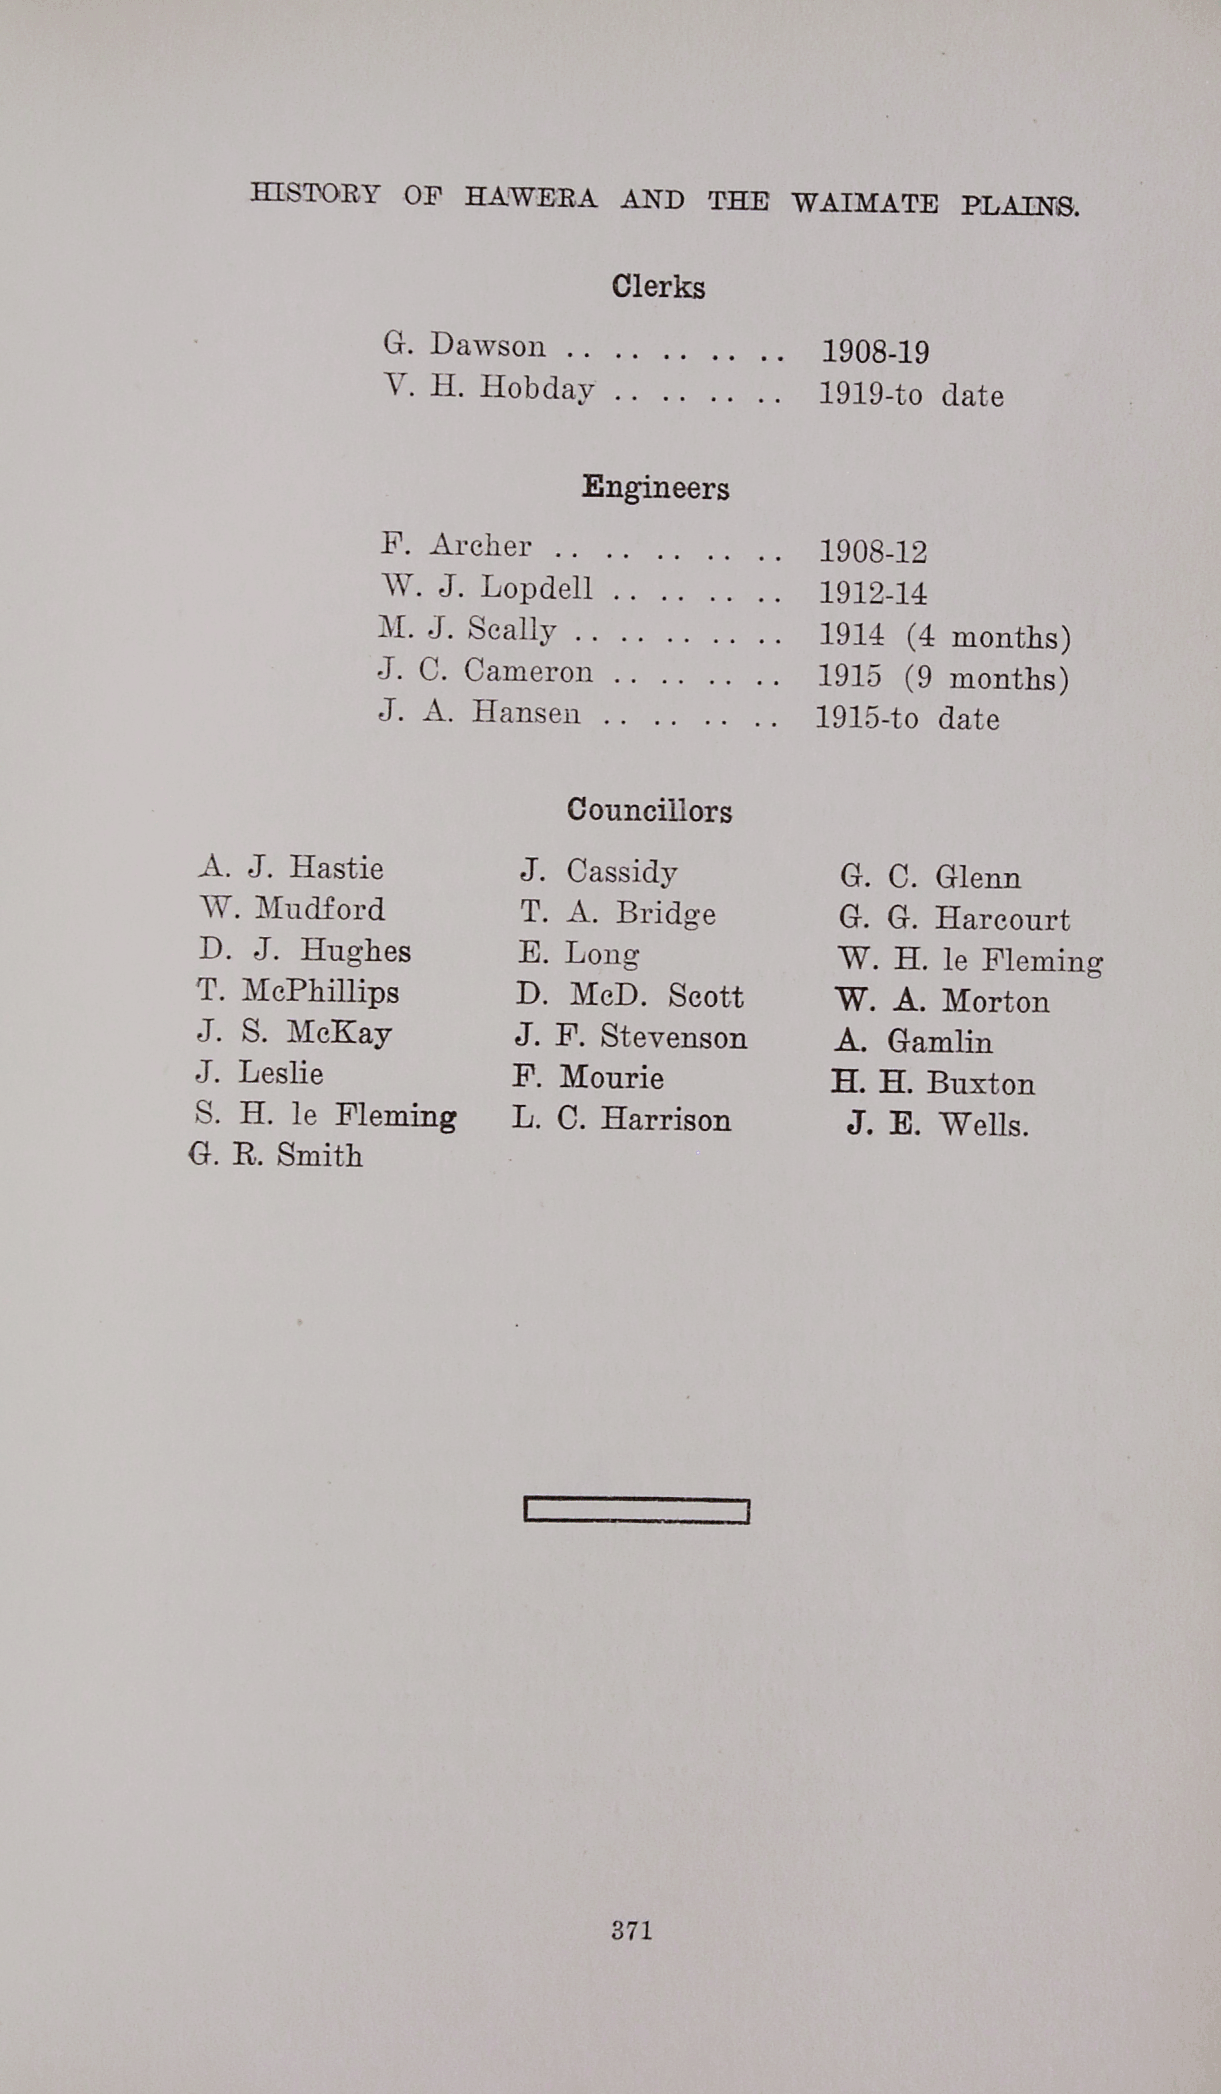 HISTORY OF HAWERA AND THE WAIMATE PLAINS.
Clerks
G. Dawson .. .. .. .. .. 1908-19
V. H. Hobday .. .. .. .. 1919-to date
Engineers
F. Archer .. .. .. .. .. 1908-12
W. J. Lopdell .. .. .. .. 1912-14
M. J. Scally .. .. .. .. .. 1914 (4 months)
J. C. Cameron .. .. .. .. 1915 (9 months)
J. A. Hansen .. .. .. .. 1915-to date
Councillors
A. J. Hastie J. Cassidy G. C. Glenn
W. Mudford T. A. Bridge G. G. Harcourt
D. J. Hughes E. Long W. H. le Fleming
T. McPhillips D. McD. Scott W. A. Morton
J. S. McKay J. F. Stevenson A. Gamlin
J. Leslie F. Mourie H. H. Buxton
S. H. le Fleming L. C. Harrison J. E. Wells.
G. R. Smith
371